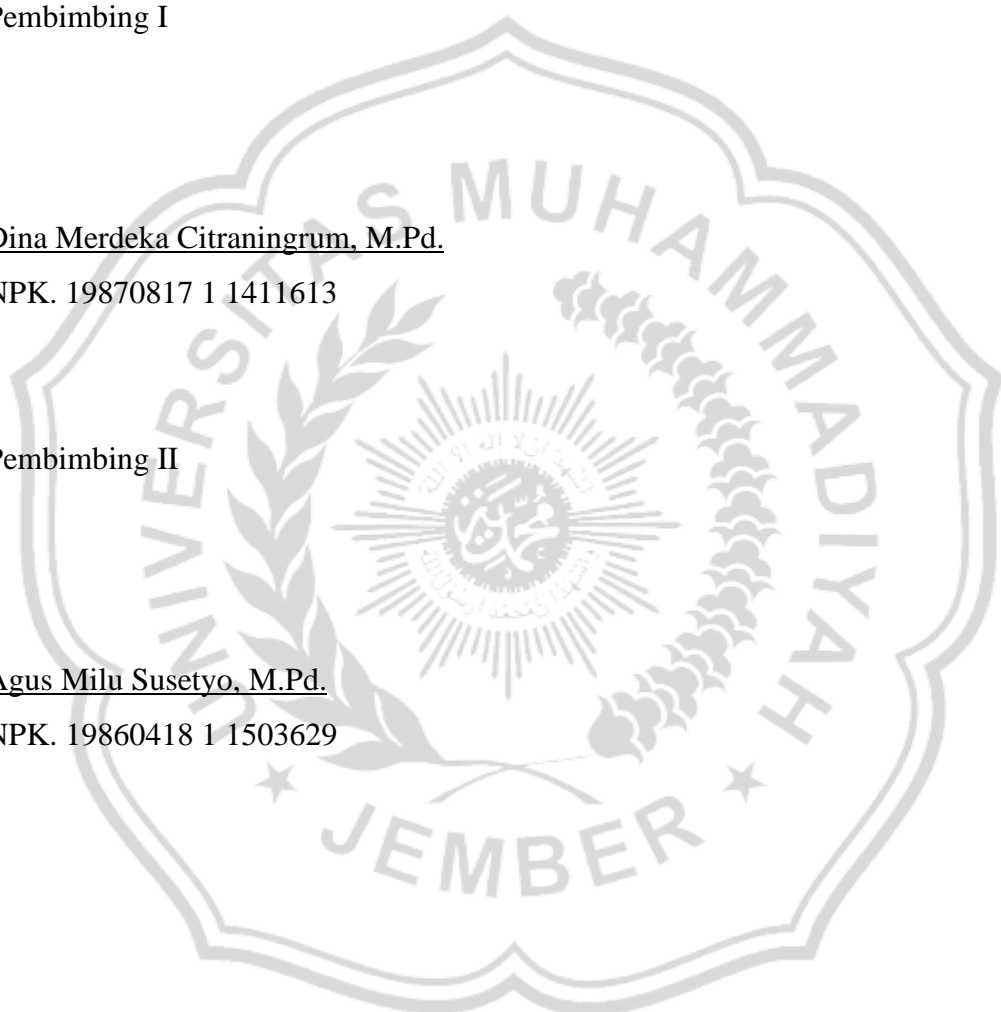 Pembimbing I
Dina Merdeka Citraningrum, M.Pd.
NPK. 19870817 1 1411613
Pembimbing II
Agus Milu Susetyo, M.Pd.
NPK. 19860418 1 1503629
UNIVERSITAS MUHAMMADIYAH
JEMBER